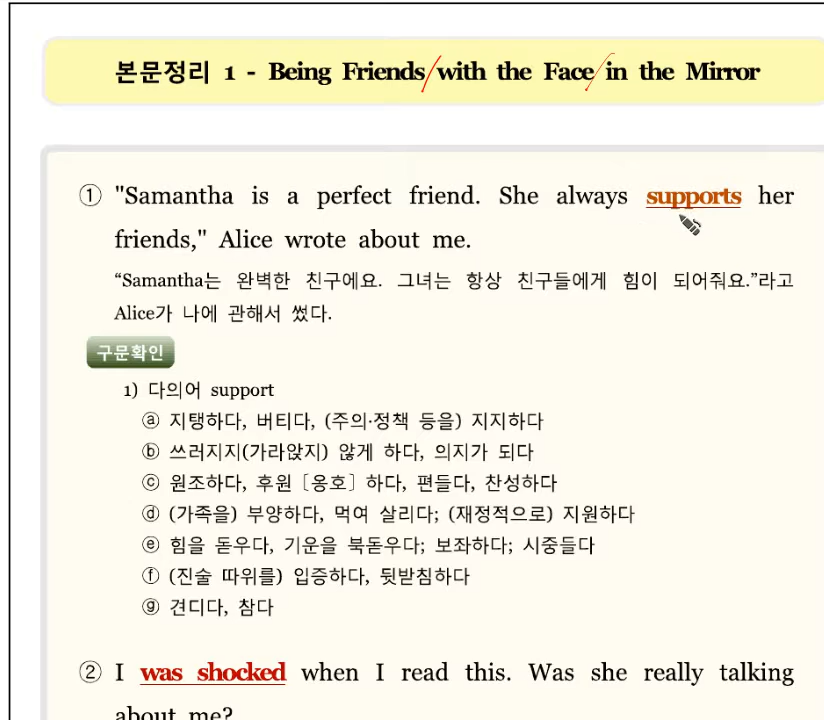 본문정리 1 - Being Friends with the Face in the Mirror
① "Samantha is a perfect friend. She always supports her
friends," Alice wrote about me.
“Samantha는 완벽한 친구에요. 그녀는 항상 친구들에게 힘이 되어줘요.”라고
Alice가 나에 관해서 썼다.
구문확인
1) 다의어 support
ⓐ 지탱하다, 버티다, (주의·정책 등을) 지지하다
ⓑ 쓰러지지(가라앉지) 않게 하다, 의지가 되다
ⓒ 원조하다, 후원［옹호］하다, 편들다, 찬성하다
ⓓ (가족을) 부양하다, 먹여 살리다; (재정적으로) 지원하다
ⓔ 힘을 돋우다, 기운을 북돋우다; 보좌하다; 시중들다
ⓕ (진술 따위를) 입증하다, 뒷받침하다
ⓖ 견디다, 참다
② I was shocked when I read this. Was she really talking
about me?